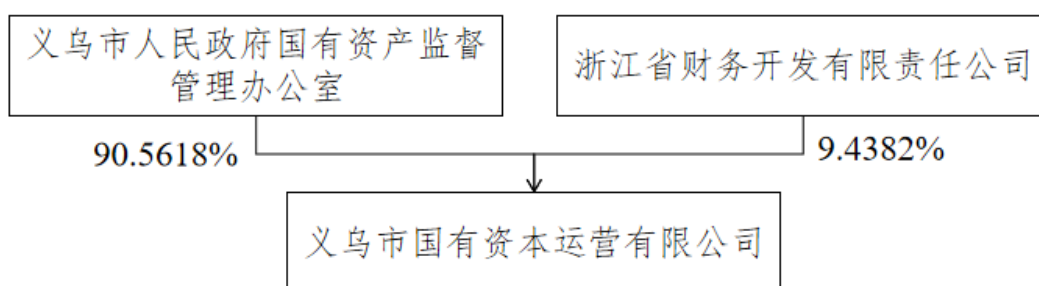 义乌市人民政府国有资产监督
管理办公室
浙江省财务开发有限责任公司
90.5618%
9.4382%
义乌市国有资本运营有限公司